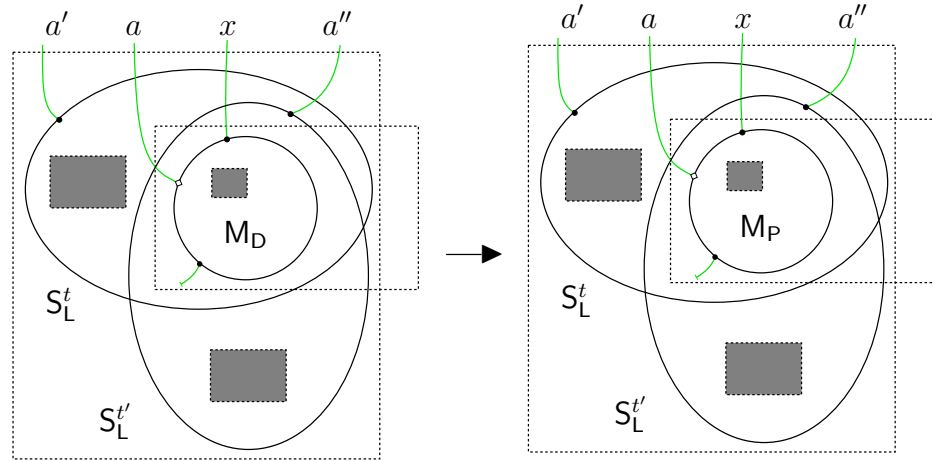 a′ a x a″ a′ a x a″
M_D M_P
S_L^t S_L^t
S_L^{t′} S_L^{t′}